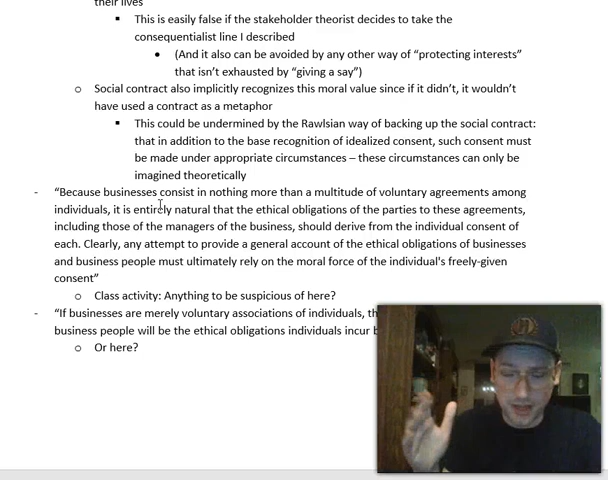 their lives
▪ This is easily false if the stakeholder theorist decides to take the
consequentialist line I described
• (And it also can be avoided by any other way of “protecting interests”
that isn’t exhausted by “giving a say”)
o Social contract also implicitly recognizes this moral value since if it didn’t, it wouldn’t
have used a contract as a metaphor
▪ This could be undermined by the Rawlsian way of backing up the social contract:
that in addition to the base recognition of idealized consent, such consent must
be made under appropriate circumstances – these circumstances can only be
imagined theoretically
- “Because businesses consist in nothing more than a multitude of voluntary agreements among
individuals, it is entirely natural that the ethical obligations of the parties to these agreements,
including those of the managers of the business, should derive from the individual consent of
each. Clearly, any attempt to provide a general account of the ethical obligations of businesses
and business people must ultimately rely on the moral force of the individual's freely-given
consent”
o Class activity: Anything to be suspicious of here?
- “If businesses are merely voluntary associations of individuals,
business people will be the ethical obligations individuals incur
o Or here?